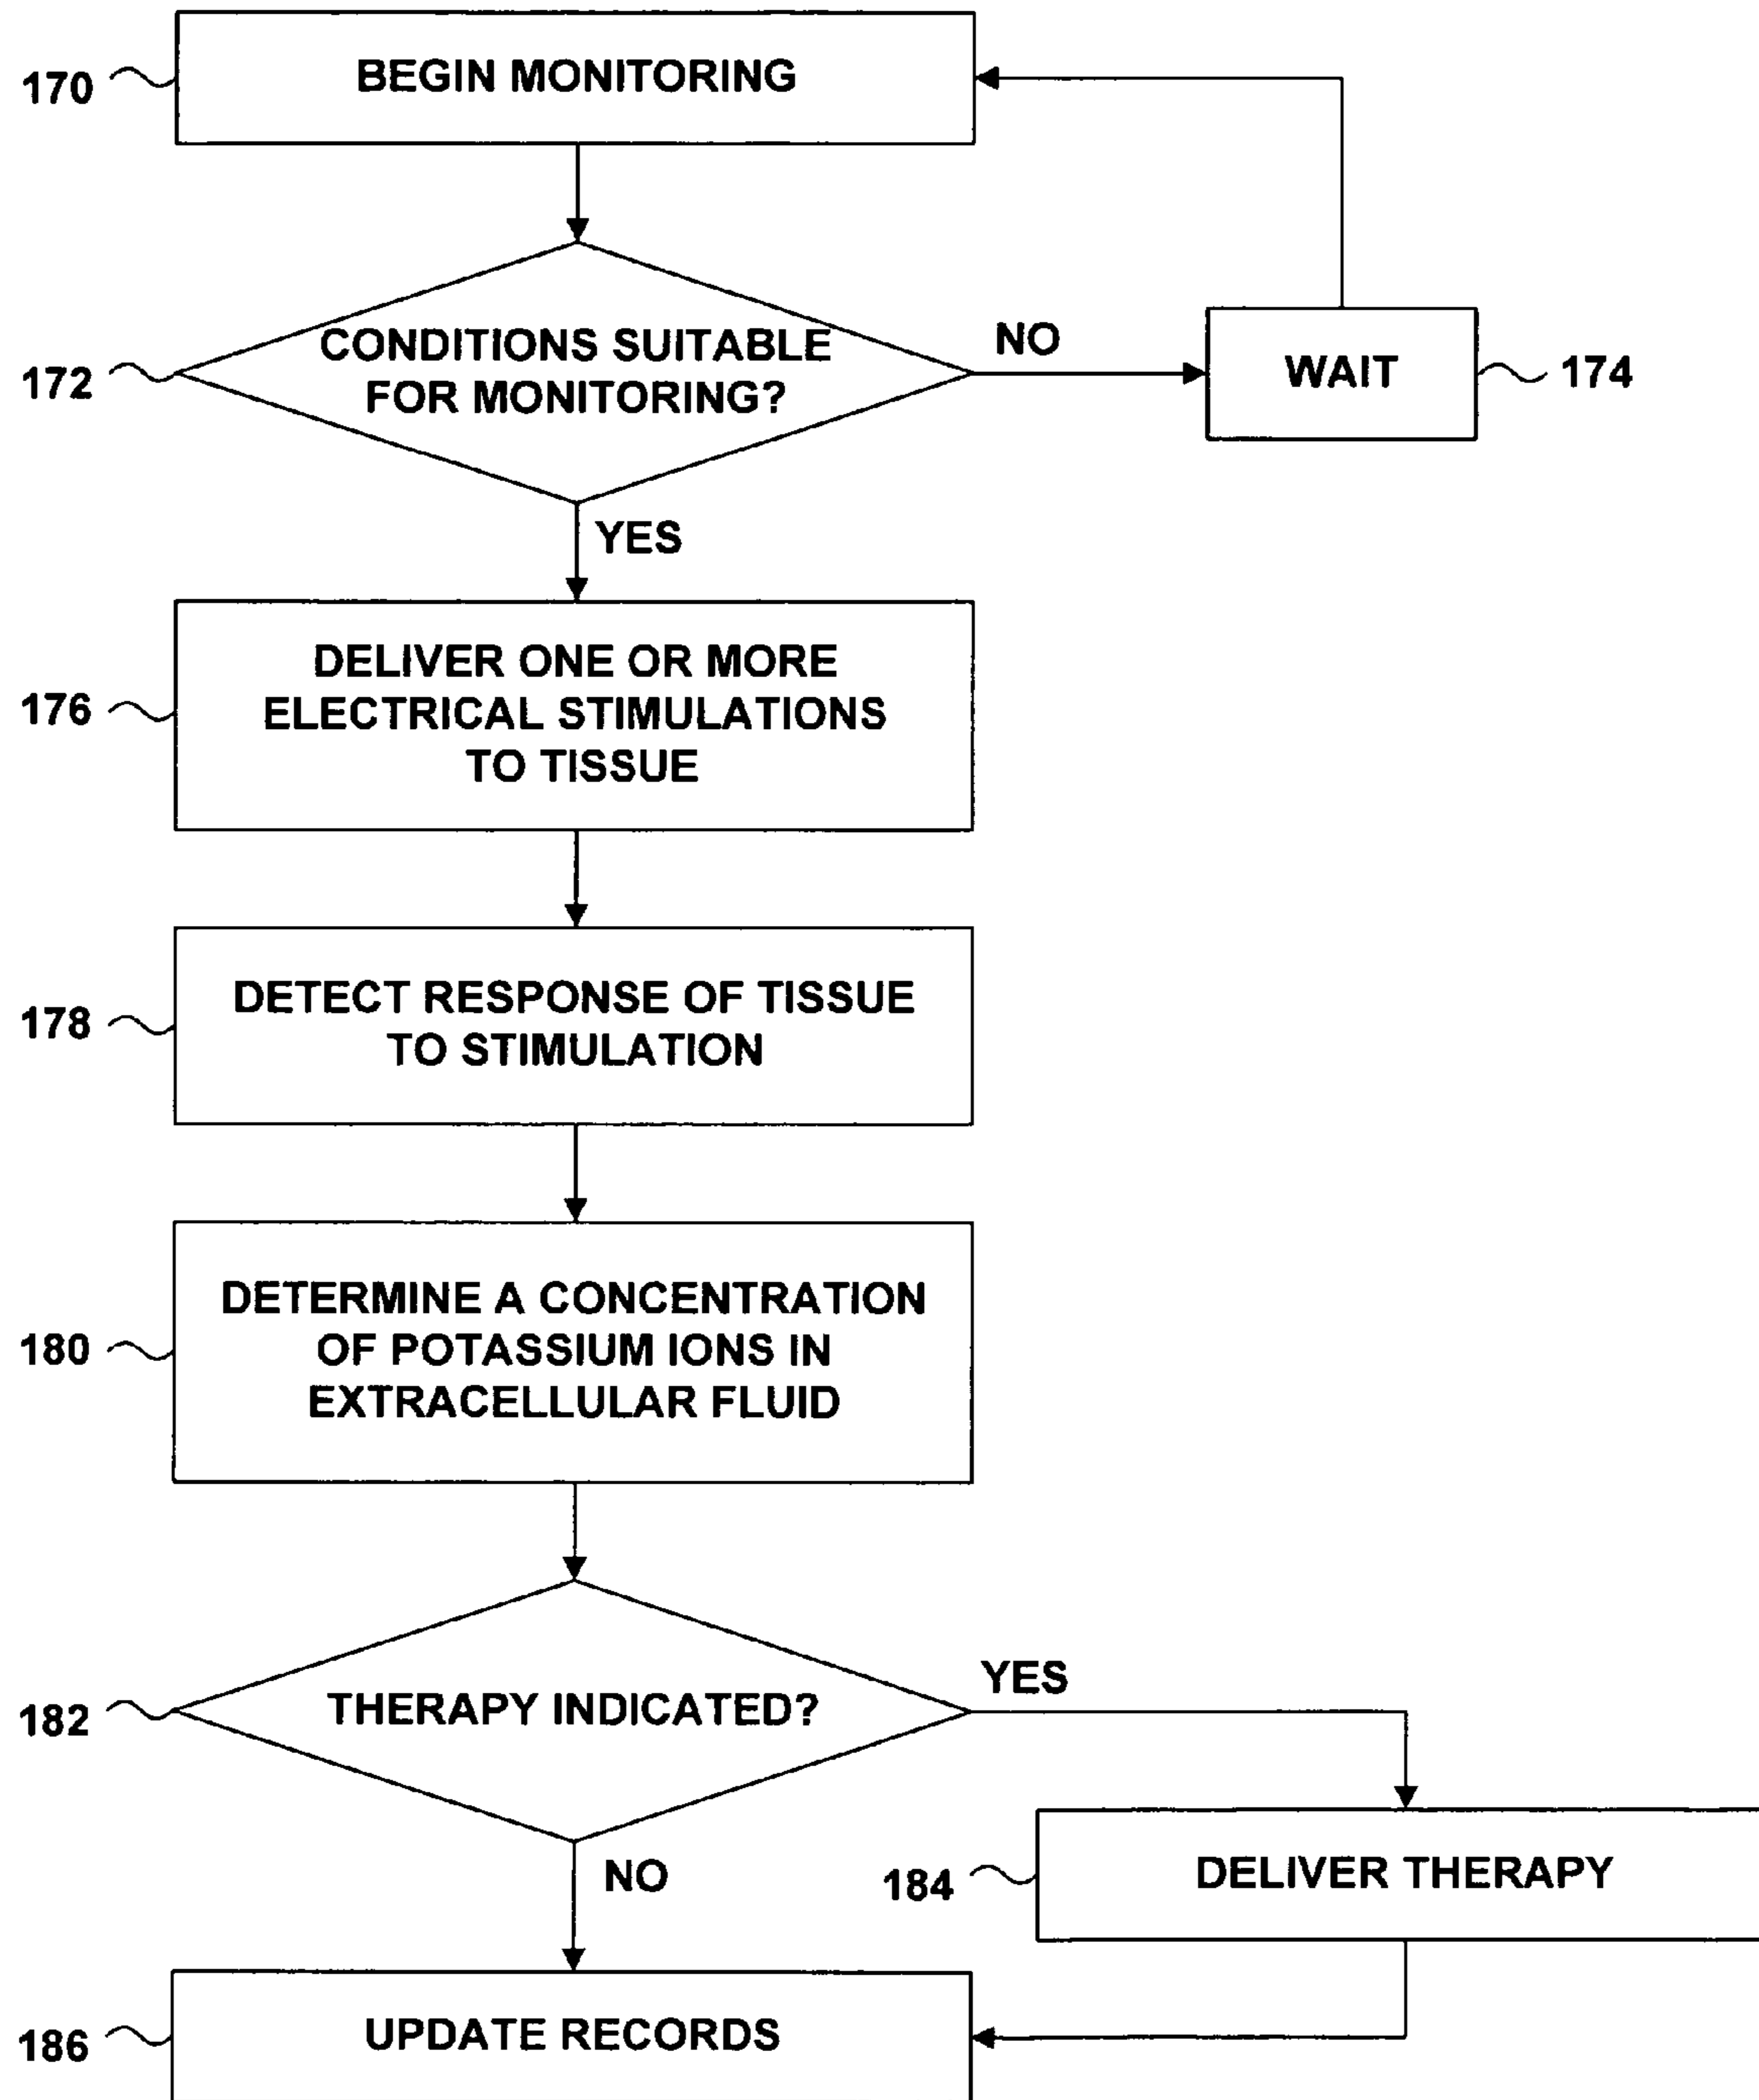 170
BEGIN MONITORING
172
CONDITIONS SUITABLE
FOR MONITORING?
NO
WAIT
174
YES
176
DELIVER ONE OR MORE
ELECTRICAL STIMULATIONS
TO TISSUE
178
DETECT RESPONSE OF TISSUE
TO STIMULATION
180
DETERMINE A CONCENTRATION
OF POTASSIUM IONS IN
EXTRACELLULAR FLUID
182
THERAPY INDICATED?
YES
NO
184
DELIVER THERAPY
186
UPDATE RECORDS